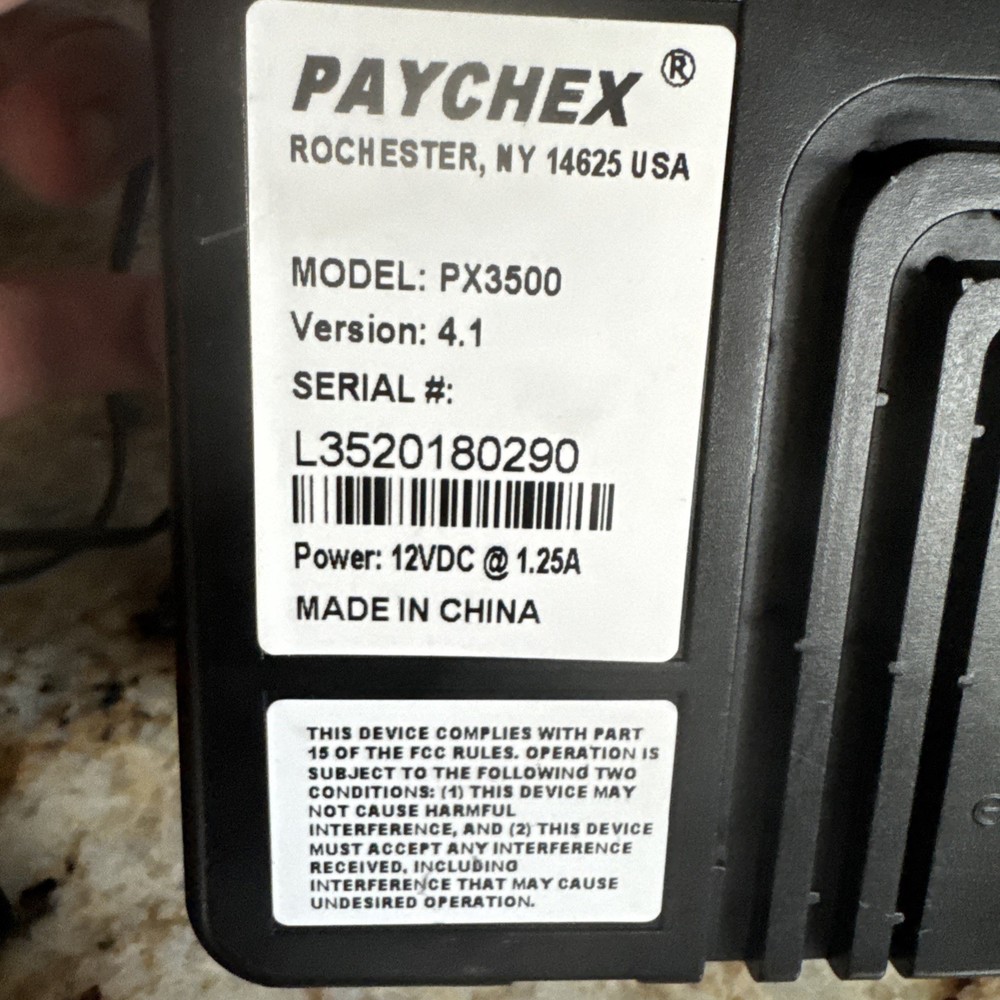 PAYCHEX ®
ROCHESTER, NY 14625 USA
MODEL: PX3500
Version: 4.1
SERIAL #:
L3520180290
Power: 12VDC @ 1.25A
MADE IN CHINA
THIS DEVICE COMPLIES WITH PART
15 OF THE FCC RULES. OPERATION IS
SUBJECT TO THE FOLLOWING TWO
CONDITIONS: (1) THIS DEVICE MAY
NOT CAUSE HARMFUL
INTERFERENCE, AND (2) THIS DEVICE
MUST ACCEPT ANY INTERFERENCE
RECEIVED, INCLUDING
INTERFERENCE THAT MAY CAUSE
UNDESIRED OPERATION.